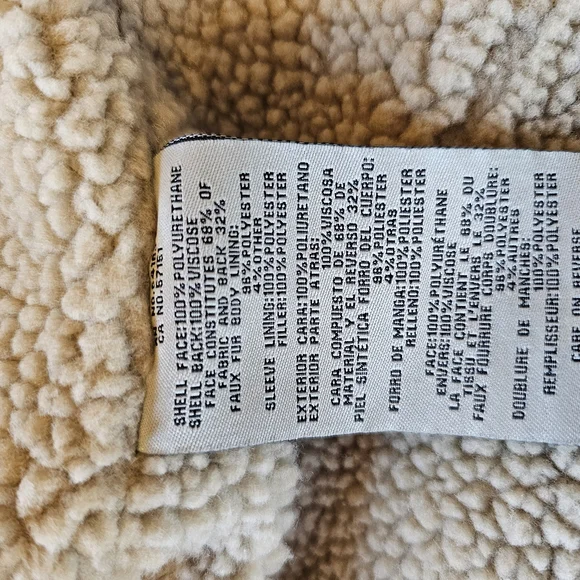 CA NO.57151
SHELL FACE:100%POLYURETHANE
SHELL BACK:100%VISCOSE
FACE CONSTITUTES 68% OF
FABRIC AND BACK 32%
FAUX FUR BODY LINING:
96%POLYESTER
4%OTHER
SLEEVE LINING:100%POLYESTER
FILLER:100%POLYESTER
EXTERIOR CARA:100%POLIURETANO
EXTERIOR PARTE ATRAS:
100%VISCOSA
CARA COMPUESTO DE 68% DE
MATERIAL Y EL REVERSO 32%
PIEL SINTÉTICA FORRO DEL CUERPO:
96%POLIESTER
4%OTRAS
FORRO DE MANGA:100%POLIESTER
RELLENO:100%POLIESTER
FACE:100%POLYURÉTHANE
ENVERS:100%VISCOSE
LA FACE CONTIENT LE 68% DU
TISSU ET L'ENVERS LE 32%
FAUX FOURRURE CORPS DOUBLURE:
96%POLYESTER
4%AUTRES
DOUBLURE DE MANCHES:
100%POLYESTER
REMPLISSEUR:100%POLYESTER
CARE ON REVERSE